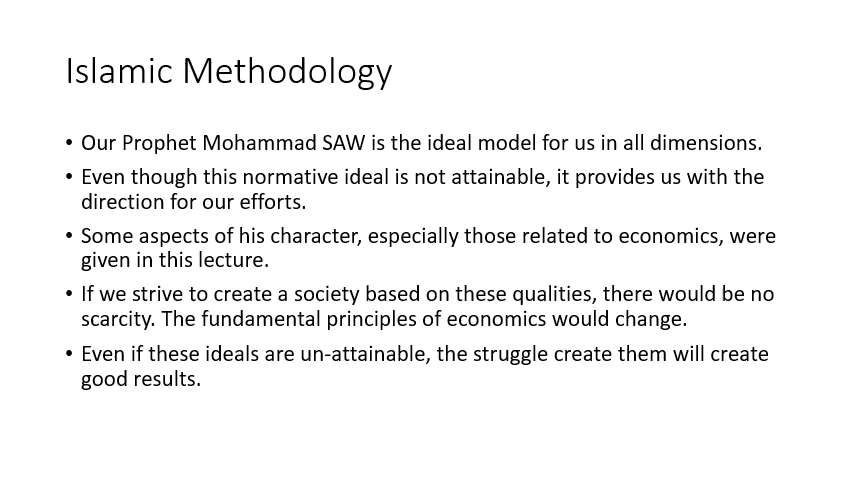 Islamic Methodology
• Our Prophet Mohammad SAW is the ideal model for us in all dimensions.
• Even though this normative ideal is not attainable, it provides us with the
direction for our efforts.
• Some aspects of his character, especially those related to economics, were
given in this lecture.
• If we strive to create a society based on these qualities, there would be no
scarcity. The fundamental principles of economics would change.
• Even if these ideals are un-attainable, the struggle create them will create
good results.